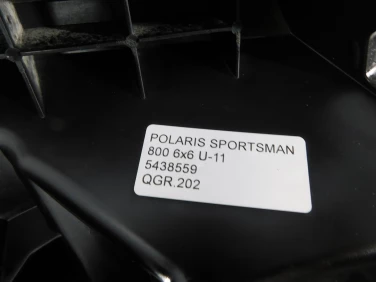 POLARIS SPORTSMAN
800 6x6 U-11
5438559
QGR.202